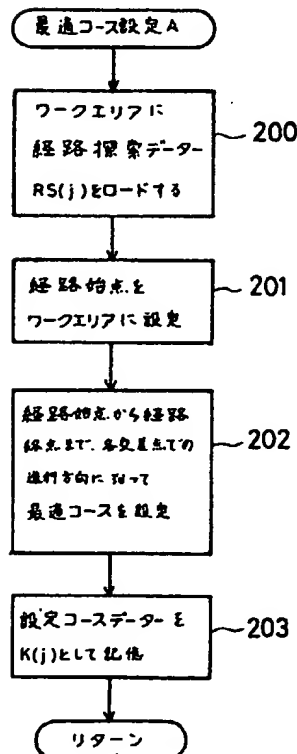 最適コース設定A
ワークエリアに
経路探索データー
RS(j)をロードする
200
経路始点を
ワークエリアに設定
201
経路始点から経路
終点まで、各交差点での
進行方向に沿って
最適コースを設定
202
設定コースデーターを
K(j)として記憶
203
リターン